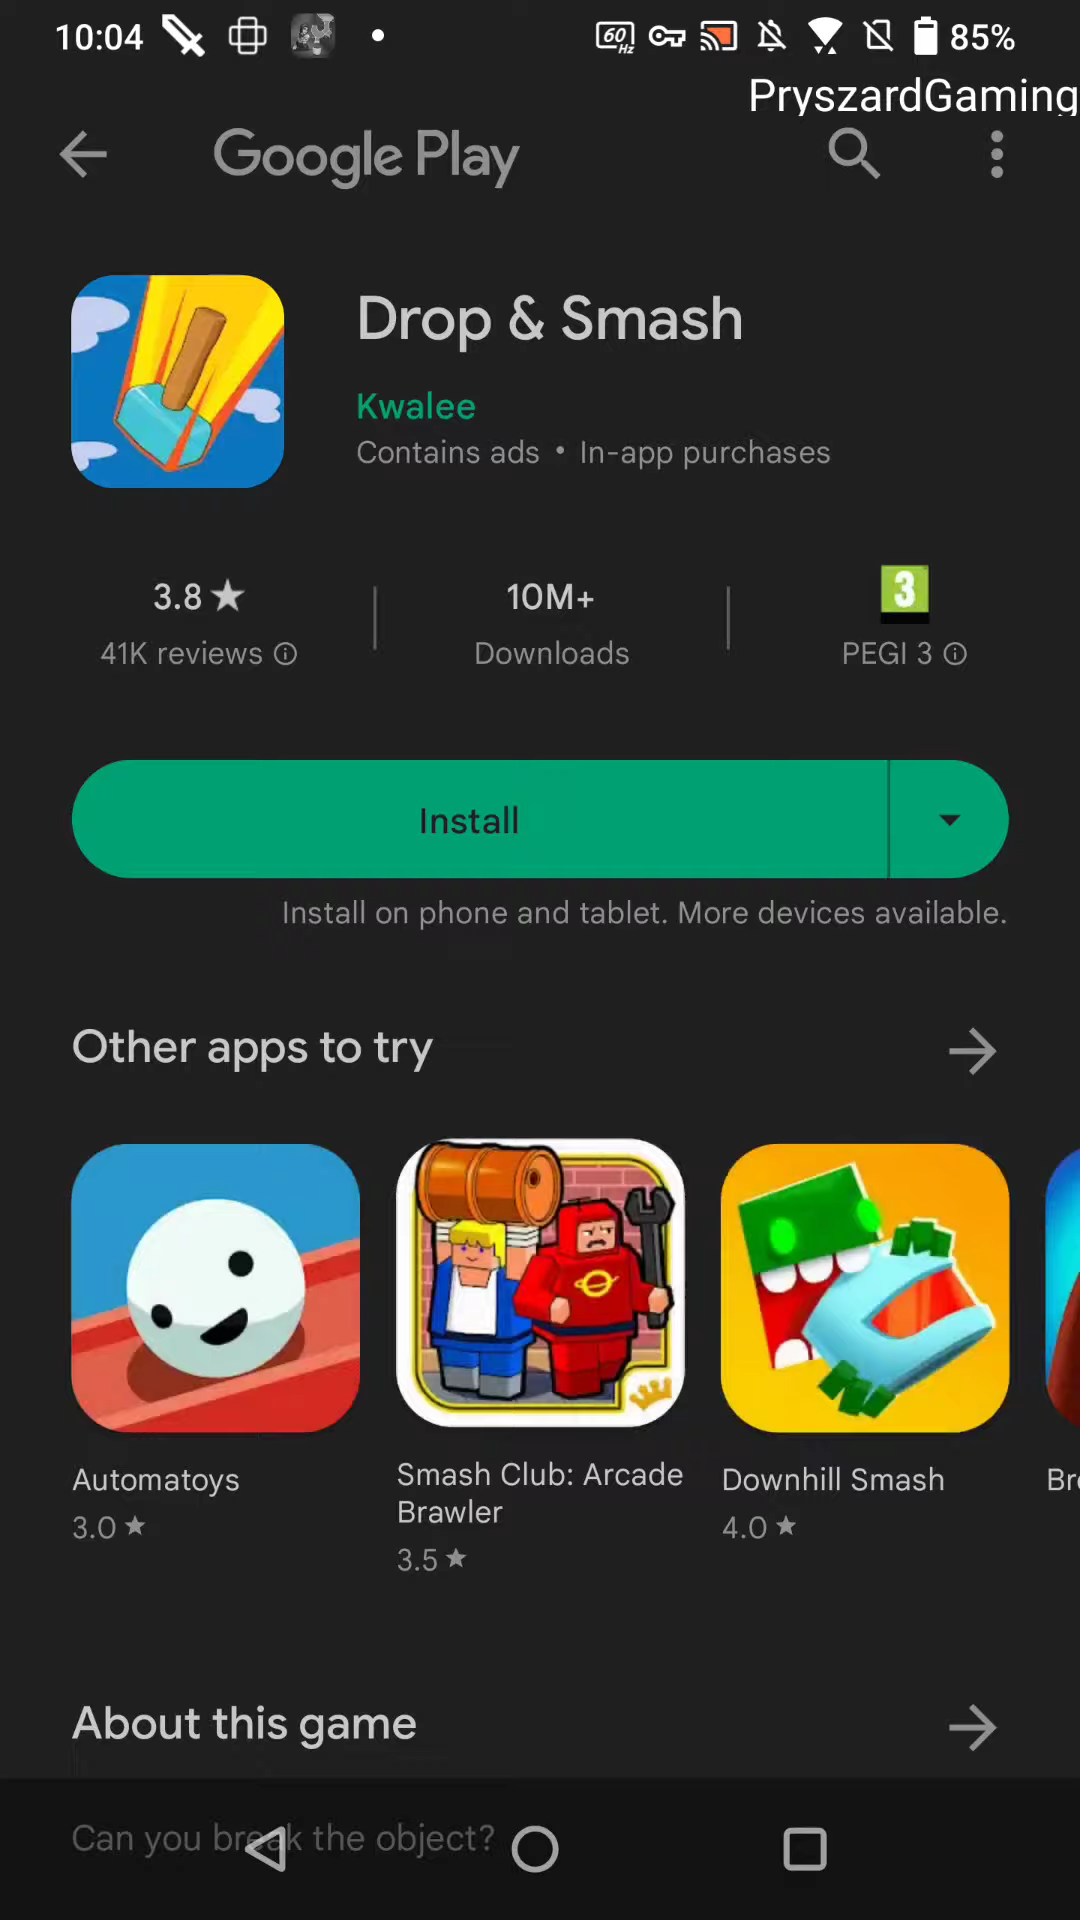 10:04
60
Hz
85%
PryszardGaming
Google Play
Drop & Smash
Kwalee
Contains ads • In-app purchases
3.8★
10M+
3
41K reviews
Downloads
PEGI 3
Install
Install on phone and tablet. More devices available.
Other apps to try
Automatoys
Smash Club: Arcade
Brawler
Downhill Smash
3.0★
3.5★
4.0★
About this game
Can you break the object?